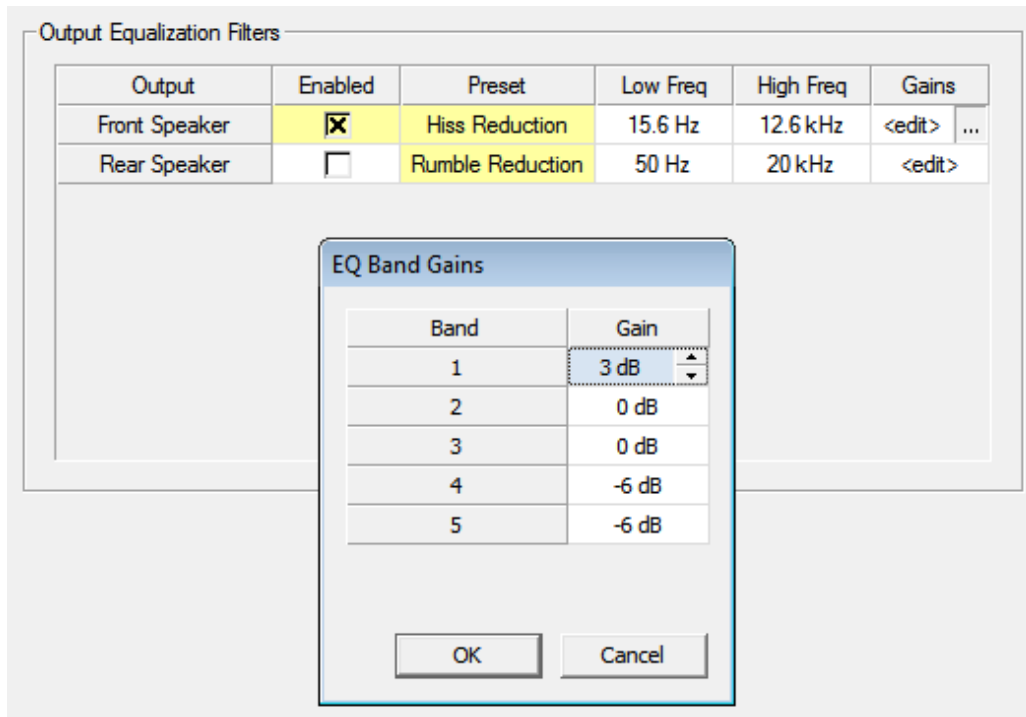 Output Equalization Filters
Output Enabled Preset Low Freq High Freq Gains
Front Speaker Hiss Reduction 15.6 Hz 12.6 kHz <edit> ...
Rear Speaker Rumble Reduction 50 Hz 20 kHz <edit>
EQ Band Gains
Band Gain
1 3 dB
2 0 dB
3 0 dB
4 -6 dB
5 -6 dB
OK Cancel